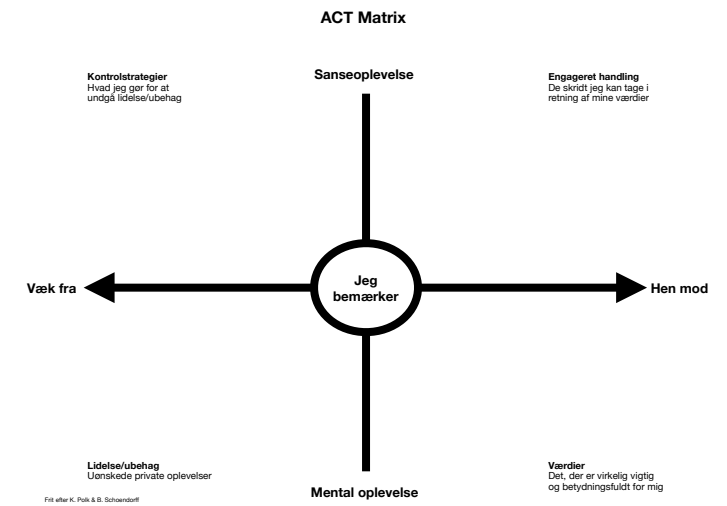 ACT Matrix
Kontrolstrategier
Hvad jeg gør for at
undgå lidelse/ubehag
Sanseoplevelse
Engageret handling
De skridt jeg kan tage i
retning af mine værdier
Væk fra
Jeg
bemærker
Hen mod
Lidelse/ubehag
Uønskede private oplevelser
Mental oplevelse
Værdier
Det, der er virkelig vigtig
og betydningsfuldt for mig
Frit efter K. Polk & B. Schoendorff